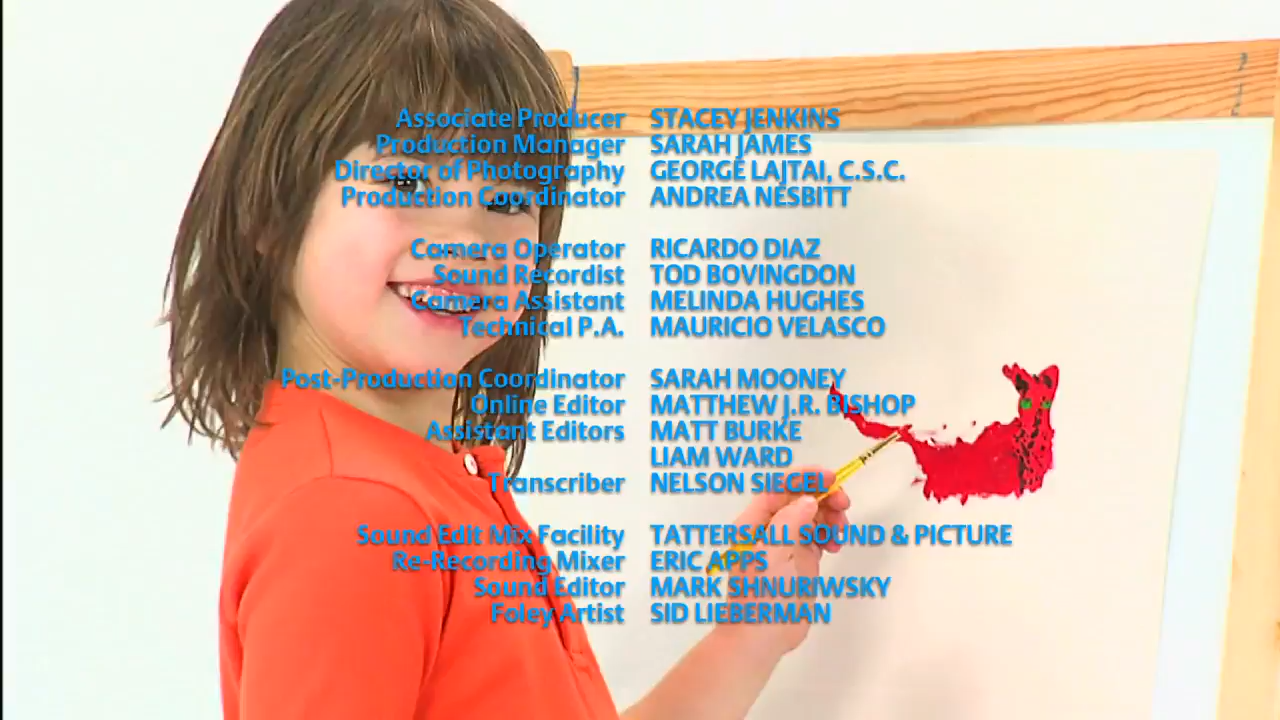 Associate Producer STACEY JENKINS
Production Manager SARAH JAMES
Director of Photography GEORGE LAJTAI, C.S.C.
Production Coordinator ANDREA NESBITT
Camera Operator RICARDO DIAZ
Sound Recordist TOD BOVINGDON
Camera Assistant MELINDA HUGHES
Technical P.A. MAURICIO VELASCO
Post-Production Coordinator SARAH MOONEY
Online Editor MATTHEW J.R. BISHOP
Assistant Editors MATT BURKE
LIAM WARD
Transcriber NELSON SIEGEL
Sound Edit Mix Facility TATTERSALL SOUND & PICTURE
Re-Recording Mixer ERIC APPS
Sound Editor MARK SHNURIWSKY
Foley Artist SID LIEBERMAN